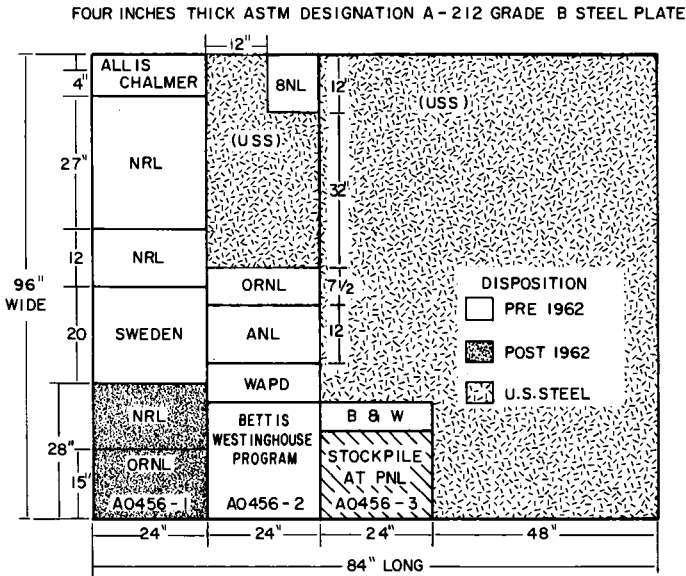 FOUR INCHES THICK ASTM DESIGNATION A-212 GRADE B STEEL PLATE
12"
ALLIS
CHALMER
4"
8NL
12"
(USS)
(USS)
NRL
27"
32"
NRL
12
96"
WIDE
ORNL
7 1/2
SWEDEN
20
ANL
12
DISPOSITION
PRE 1962
POST 1962
U.S. STEEL
WAPD
NRL
28"
BETTIS
WESTINGHOUSE
PROGRAM
B & W
STOCKPILE
AT PNL
ORNL
15"
AO456-1
AO456-2
AO456-3
24"
24"
24"
48"
84" LONG